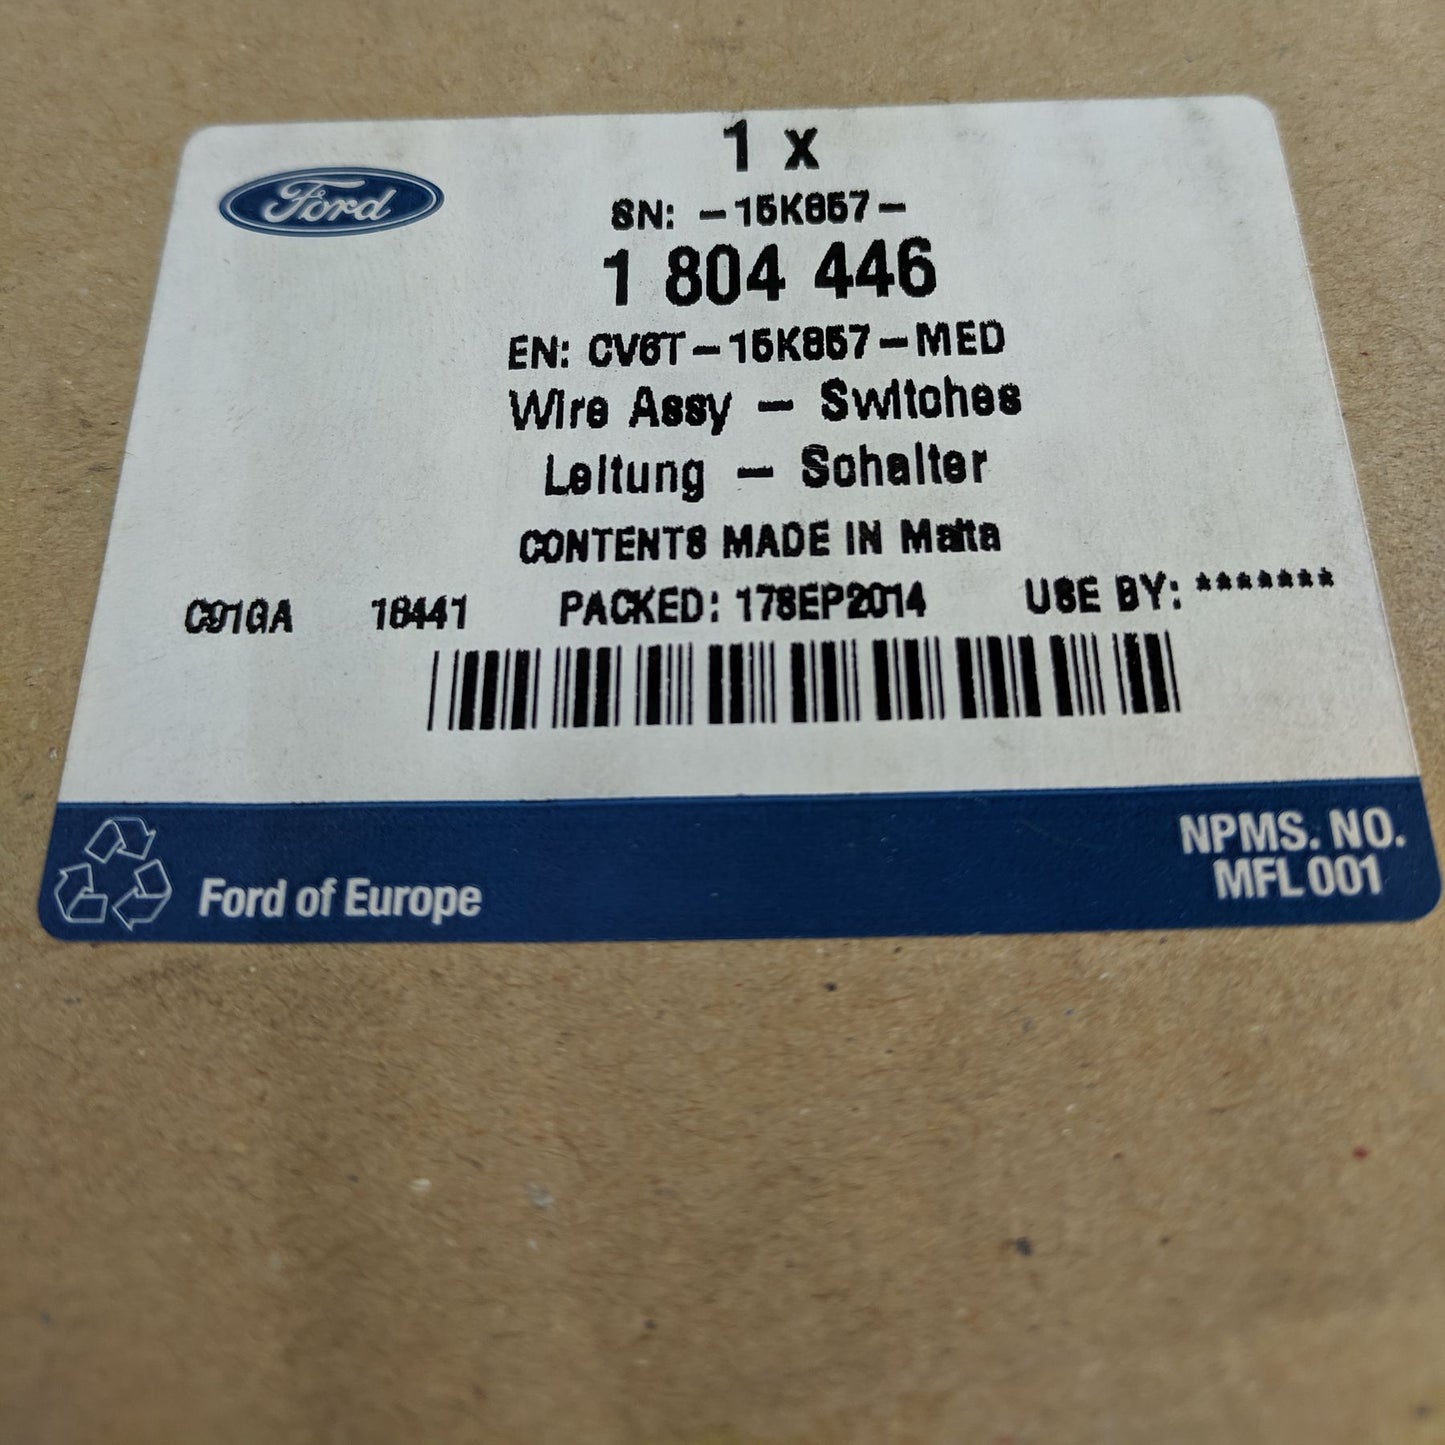 1 x
Ford
SN: -15K857-
1 804 446
EN: CV6T-15K857-MED
Wire Assy - Switches
Leitung - Schalter
CONTENTS MADE IN Malta
C91GA 16441 PACKED: 17SEP2014 USE BY: *******
NPMS. NO.
MFL 001
Ford of Europe